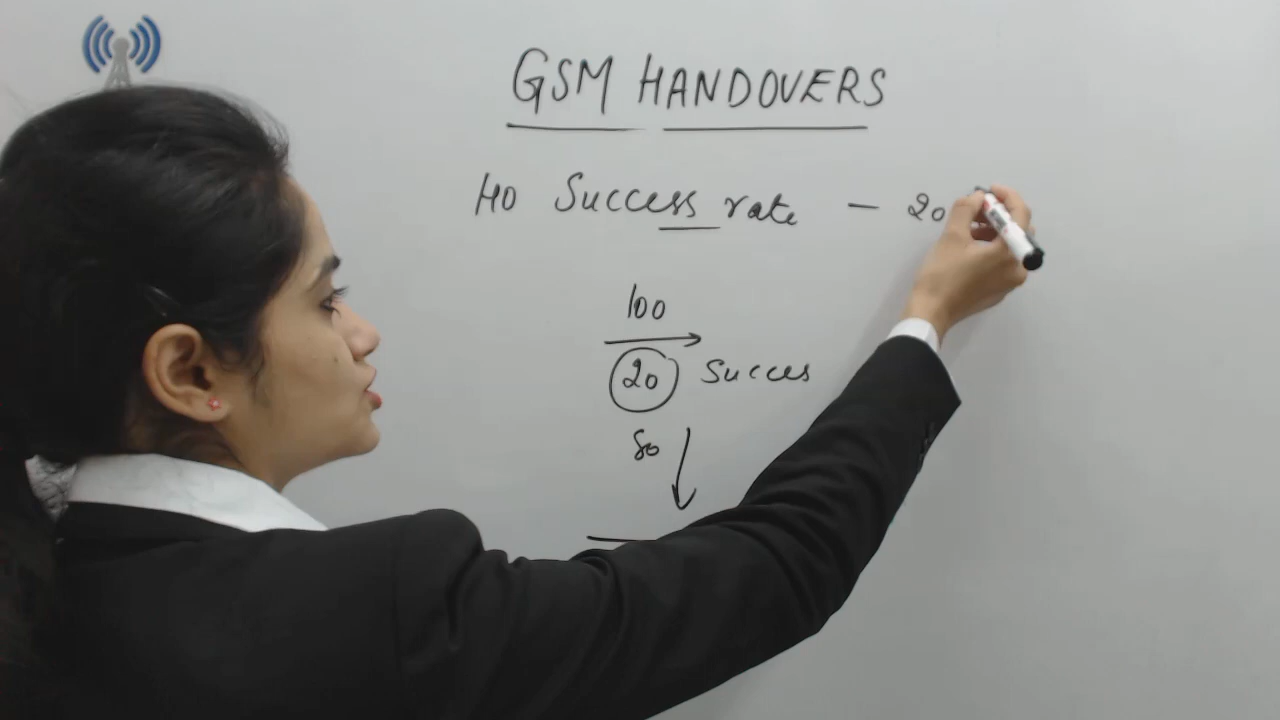 GSM HANDOVERS
HO Success rate - 20
100
20 Succes
80